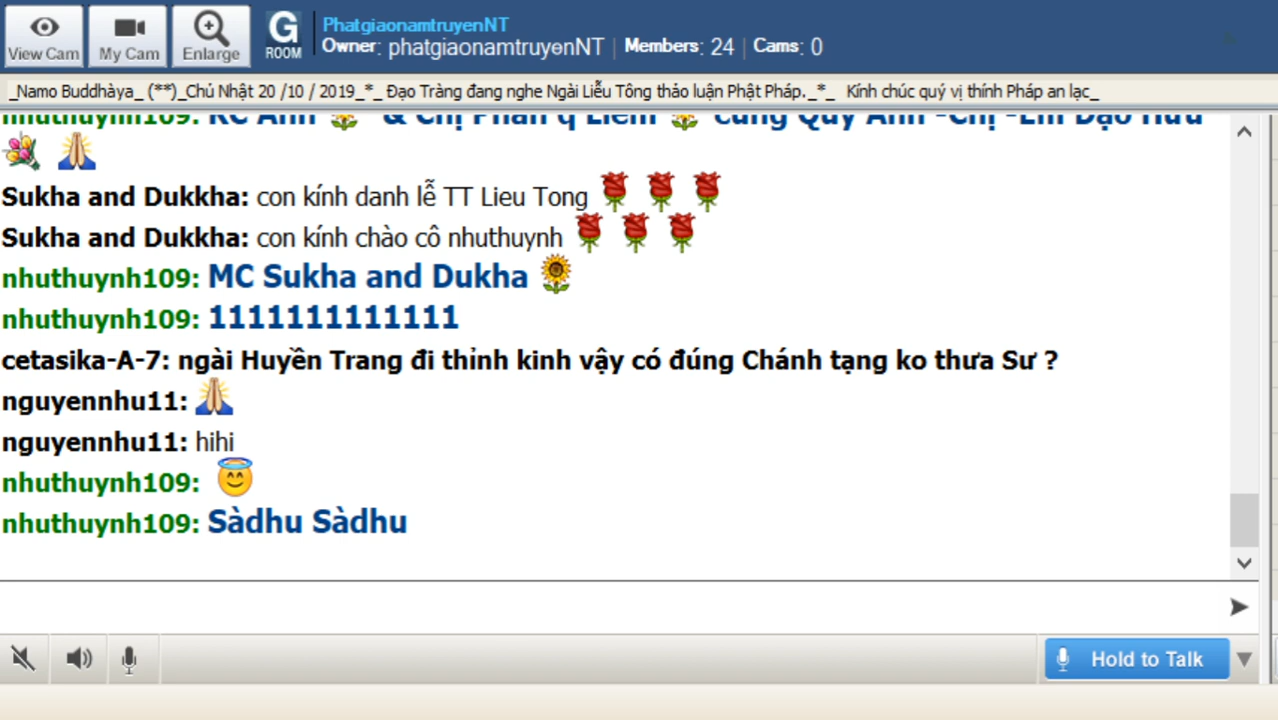 View Cam
My Cam
Enlarge
G
ROOM
PhatgiaonamtruyenNT
Owner: phatgiaonamtruyenNT | Members: 24 | Cams: 0
_Namo Buddhàya_ (**)_Chủ Nhật 20 /10 / 2019_*_ Đạo Tràng đang nghe Ngài Liễu Tông thảo luận Phật Pháp._*_ Kính chúc quý vị thính Pháp an lạc_
nhuthuynh109: KC Anh & Chị Phan q Liem cùng Quý Anh -Chị -Em Đạo Hữu
Sukha and Dukkha: con kính danh lễ TT Lieu Tong
Sukha and Dukkha: con kính chào cô nhuthuynh
nhuthuynh109: MC Sukha and Dukha
nhuthuynh109: 1111111111111
cetasika-A-7: ngài Huyền Trang đi thỉnh kinh vậy có đúng Chánh tạng ko thưa Sư ?
nguyennhu11:
nguyennhu11: hihi
nhuthuynh109:
nhuthuynh109: Sàdhu Sàdhu
Hold to Talk